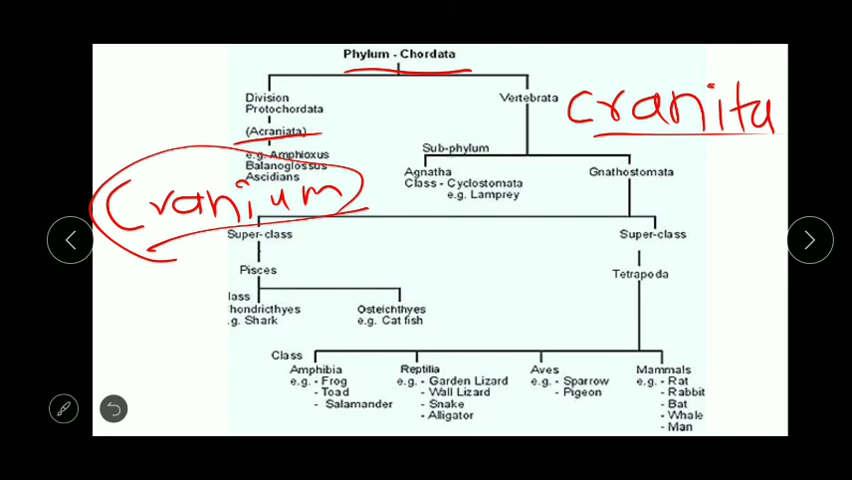 Phylum - Chordata
Division
Protochordata
(Acraniata)
e.g. Amphioxus
Balanoglossus
Ascidians
Vertebrata
Cranita
Cranium
Sub-phylum
Agnatha
Class - Cyclostomata
e.g. Lamprey
Gnathostomata
Super-class
Super-class
Pisces
Tetrapoda
lass
hondricthyes
.g. Shark
Osteichthyes
e.g. Cat fish
Class
Amphibia
e.g. - Frog
- Toad
- Salamander
Reptilia
e.g. - Garden Lizard
- Wall Lizard
- Snake
- Alligator
Aves
e.g. - Sparrow
- Pigeon
Mammals
e.g. - Rat
- Rabbit
- Bat
- Whale
- Man